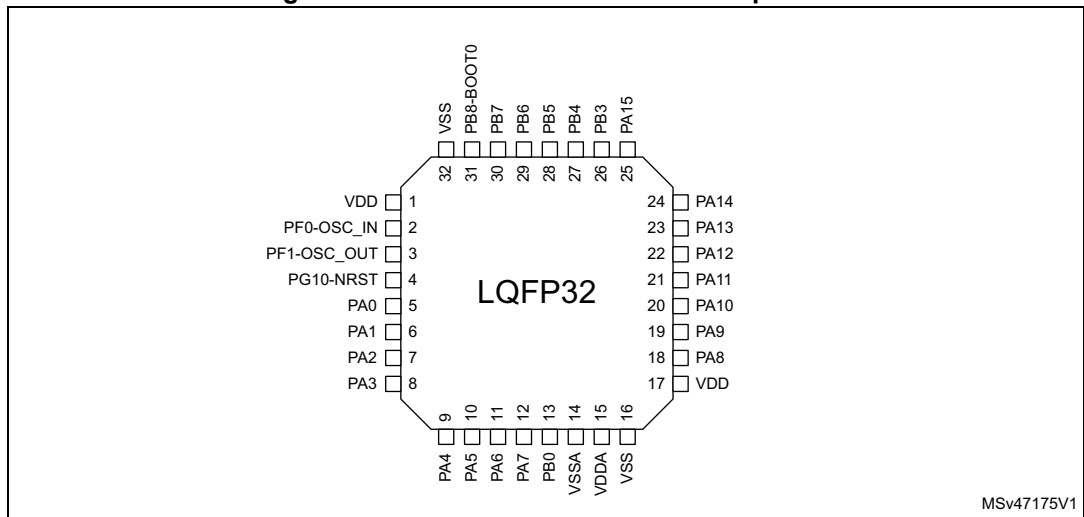 VSS
PB8-BOOT0
PB7
PB6
PB5
PB4
PB3
PA15
32
31
30
29
28
27
26
25
VDD 1
PF0-OSC_IN 2
PF1-OSC_OUT 3
PG10-NRST 4
PA0 5
PA1 6
PA2 7
PA3 8
LQFP32
24 PA14
23 PA13
22 PA12
21 PA11
20 PA10
19 PA9
18 PA8
17 VDD
9
10
11
12
13
14
15
16
PA4
PA5
PA6
PA7
PB0
VSSA
VDDA
VSS
MSv47175V1